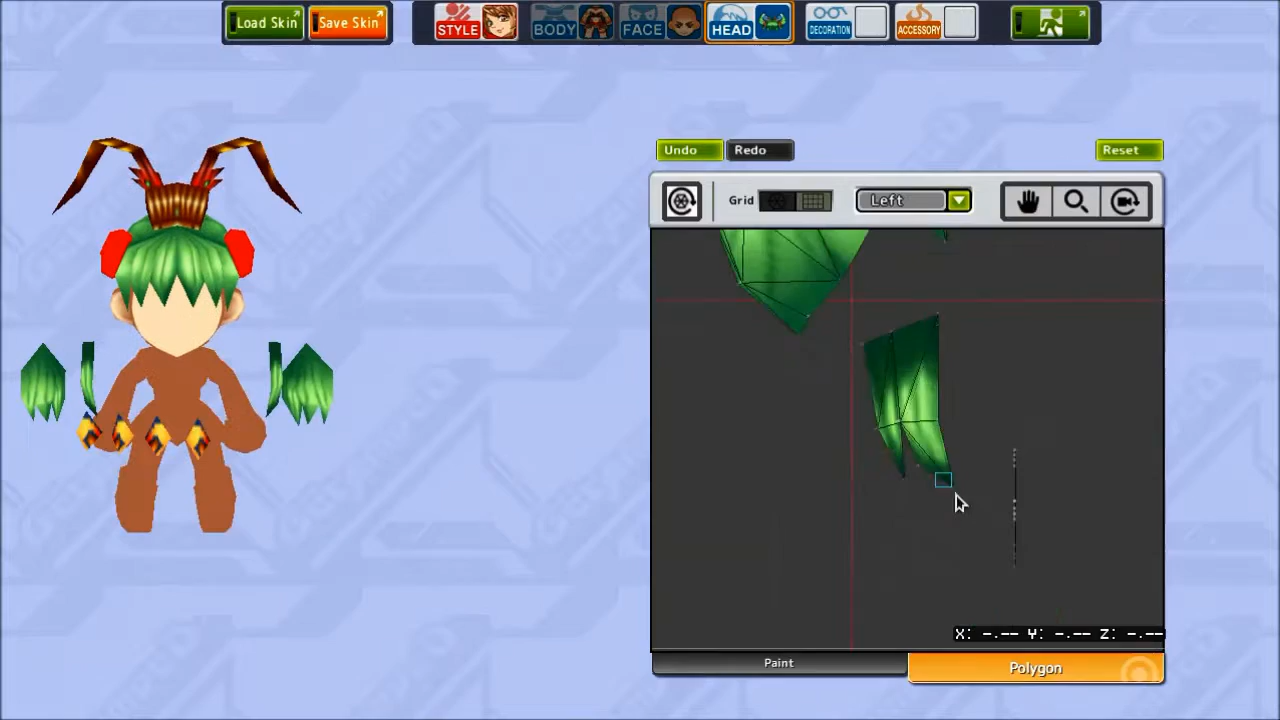 Load Skin
Save Skin
STYLE
BODY
FACE
HEAD
DECORATION
ACCESSORY
Undo
Redo
Reset
Grid
Left
X: -.-- Y: -.-- Z: -.--
Paint
Polygon